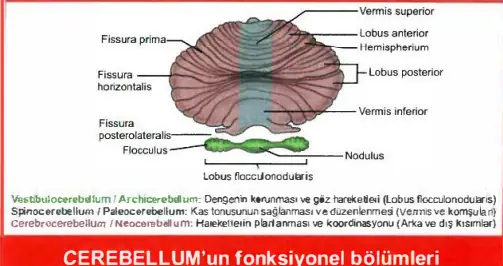 Vermis superior
Fissura prima
Lobus anterior
Hemispherium
Fissura horizontalis
Lobus posterior
Vermis inferior
Fissura posterolateralis
Flocculus
Nodulus
Lobus flocculonodularis
Vestibulocerebellum / Archicerebellum: Dengenin korunması ve göz hareketleri (Lobus flocculonodularis)
Spinocerebellum / Paleocerebellum: Kas tonusunun sağlanması ve düzenlenmesi (Vermis ve komşuları)
Cerebrocerebellum / Neocerebellum: Hareketlerin planlanması ve koordinasyonu (Arka ve dış kısımlar)
CEREBELLUM'un fonksiyonel bölümleri